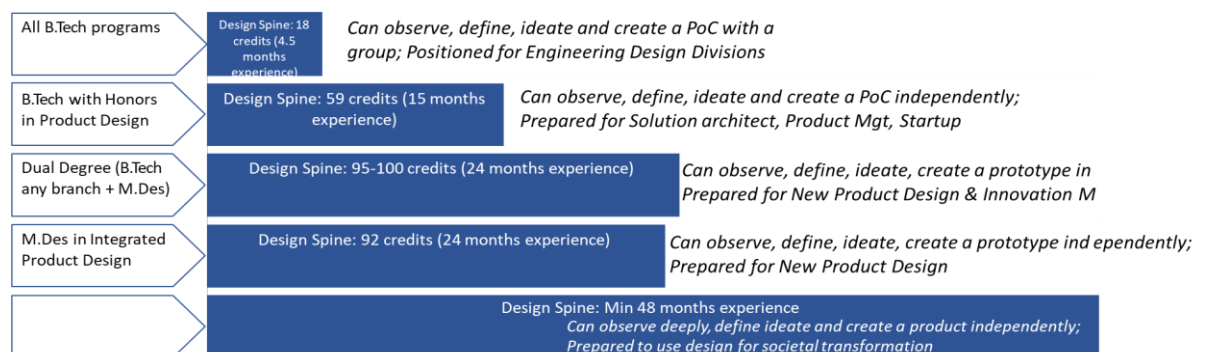 All B.Tech programs
Design Spine: 18
credits (4.5
months
experience)
Can observe, define, ideate and create a PoC with a
group; Positioned for Engineering Design Divisions
B.Tech with Honors
in Product Design
Design Spine: 59 credits (15 months
experience)
Can observe, define, ideate and create a PoC independently;
Prepared for Solution architect, Product Mgt, Startup
Dual Degree (B.Tech
any branch + M.Des)
Design Spine: 95-100 credits (24 months experience)
Can observe, define, ideate, create a prototype in
Prepared for New Product Design & Innovation M
M.Des in Integrated
Product Design
Design Spine: 92 credits (24 months experience)
Can observe, define, ideate, create a prototype ind ependently;
Prepared for New Product Design
Design Spine: Min 48 months experience
Can observe deeply, define ideate and create a product independently;
Prepared to use design for societal transformation